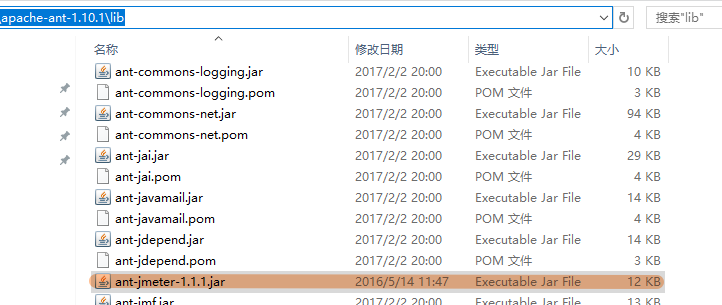 apache-ant-1.10.1\lib
搜索"lib"
名称 修改日期 类型 大小
ant-commons-logging.jar 2017/2/2 20:00 Executable Jar File 10 KB
ant-commons-logging.pom 2017/2/2 20:00 POM 文件 3 KB
ant-commons-net.jar 2017/2/2 20:00 Executable Jar File 94 KB
ant-commons-net.pom 2017/2/2 20:00 POM 文件 4 KB
ant-jai.jar 2017/2/2 20:00 Executable Jar File 29 KB
ant-jai.pom 2017/2/2 20:00 POM 文件 4 KB
ant-javamail.jar 2017/2/2 20:00 Executable Jar File 14 KB
ant-javamail.pom 2017/2/2 20:00 POM 文件 4 KB
ant-jdepend.jar 2017/2/2 20:00 Executable Jar File 14 KB
ant-jdepend.pom 2017/2/2 20:00 POM 文件 3 KB
ant-jmeter-1.1.1.jar 2016/5/14 11:47 Executable Jar File 12 KB
ant-jmf.jar 2017/2/2 20:00 Executable Jar File 13 KB